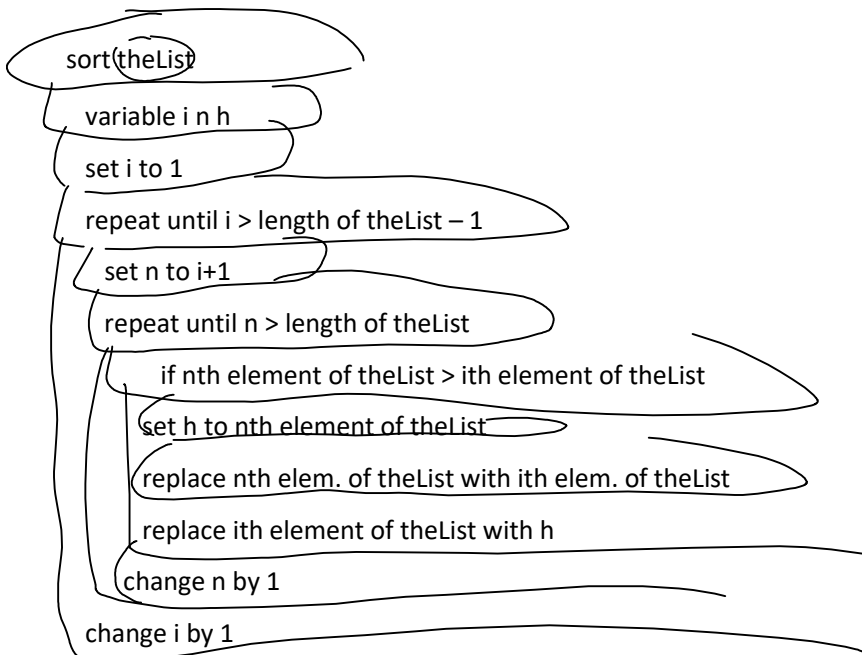 sort theList
variable i n h
set i to 1
repeat until i > length of theList – 1
set n to i+1
repeat until n > length of theList
if nth element of theList > ith element of theList
set h to nth element of theList
replace nth elem. of theList with ith elem. of theList
replace ith element of theList with h
change n by 1
change i by 1